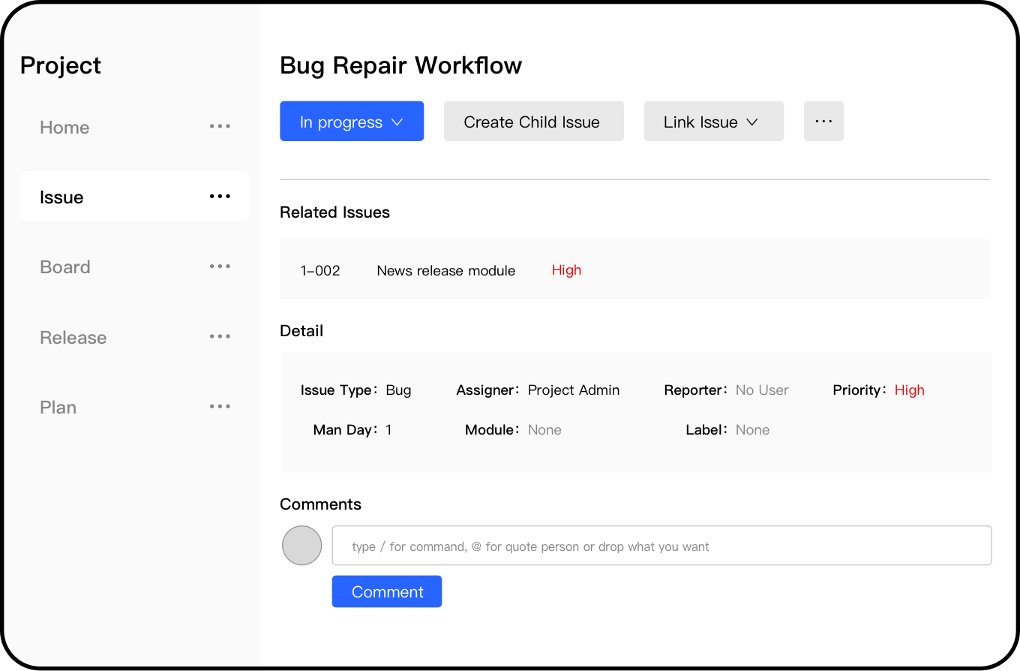 Project
Home
Issue
Board
Release
Plan
Bug Repair Workflow
In progress
Create Child Issue
Link Issue
Related Issues
1-002 News release module High
Detail
Issue Type: Bug Assigner: Project Admin Reporter: No User Priority: High
Man Day: 1 Module: None Label: None
Comments
type / for command, @ for quote person or drop what you want
Comment